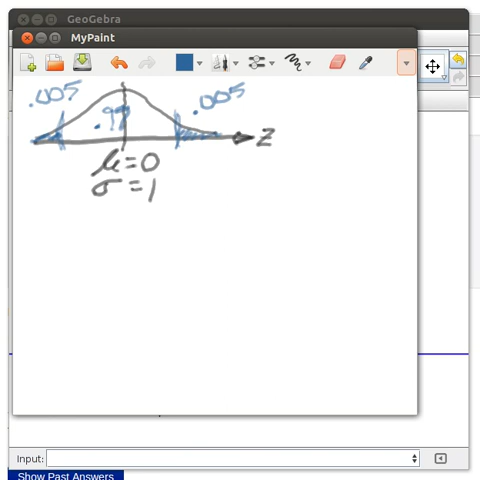 GeoGebra
MyPaint
.005
.005
.99
Z
μ=0
σ=1
Input:
Show Past Answers